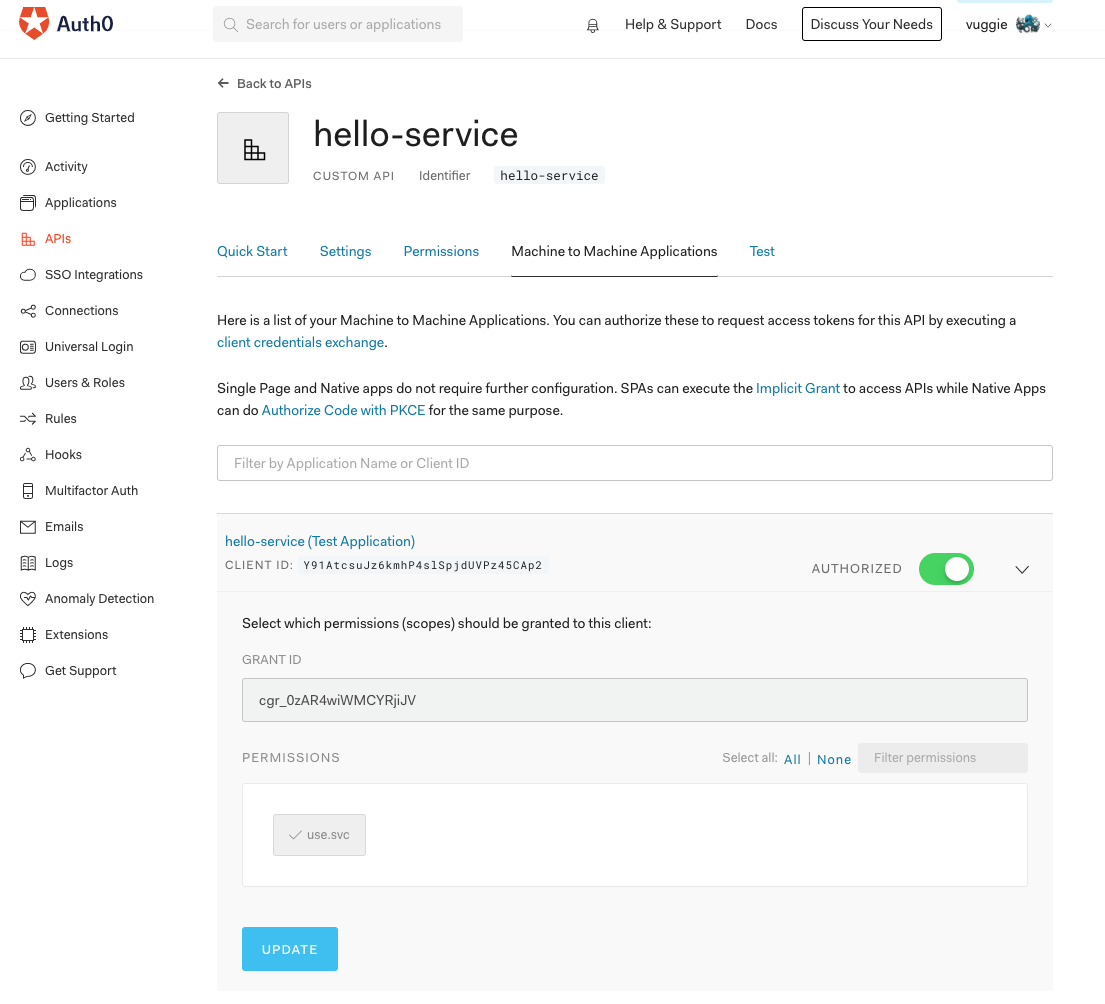 Auth0
Search for users or applications
Help & Support
Docs
Discuss Your Needs
vuggie
Back to APIs
Getting Started
Activity
Applications
APIs
SSO Integrations
Connections
Universal Login
Users & Roles
Rules
Hooks
Multifactor Auth
Emails
Logs
Anomaly Detection
Extensions
Get Support
hello-service
CUSTOM API Identifier hello-service
Quick Start Settings Permissions Machine to Machine Applications Test
Here is a list of your Machine to Machine Applications. You can authorize these to request access tokens for this API by executing a
client credentials exchange.
Single Page and Native apps do not require further configuration. SPAs can execute the Implicit Grant to access APIs while Native Apps
can do Authorize Code with PKCE for the same purpose.
Filter by Application Name or Client ID
hello-service (Test Application)
CLIENT ID: Y91AtcsuJz6kmhP4slSpjdUVPz45CAp2
AUTHORIZED
Select which permissions (scopes) should be granted to this client:
GRANT ID
cgr_0zAR4wiWMCYRjiJV
PERMISSIONS
Select all: All | None
Filter permissions
use.svc
UPDATE